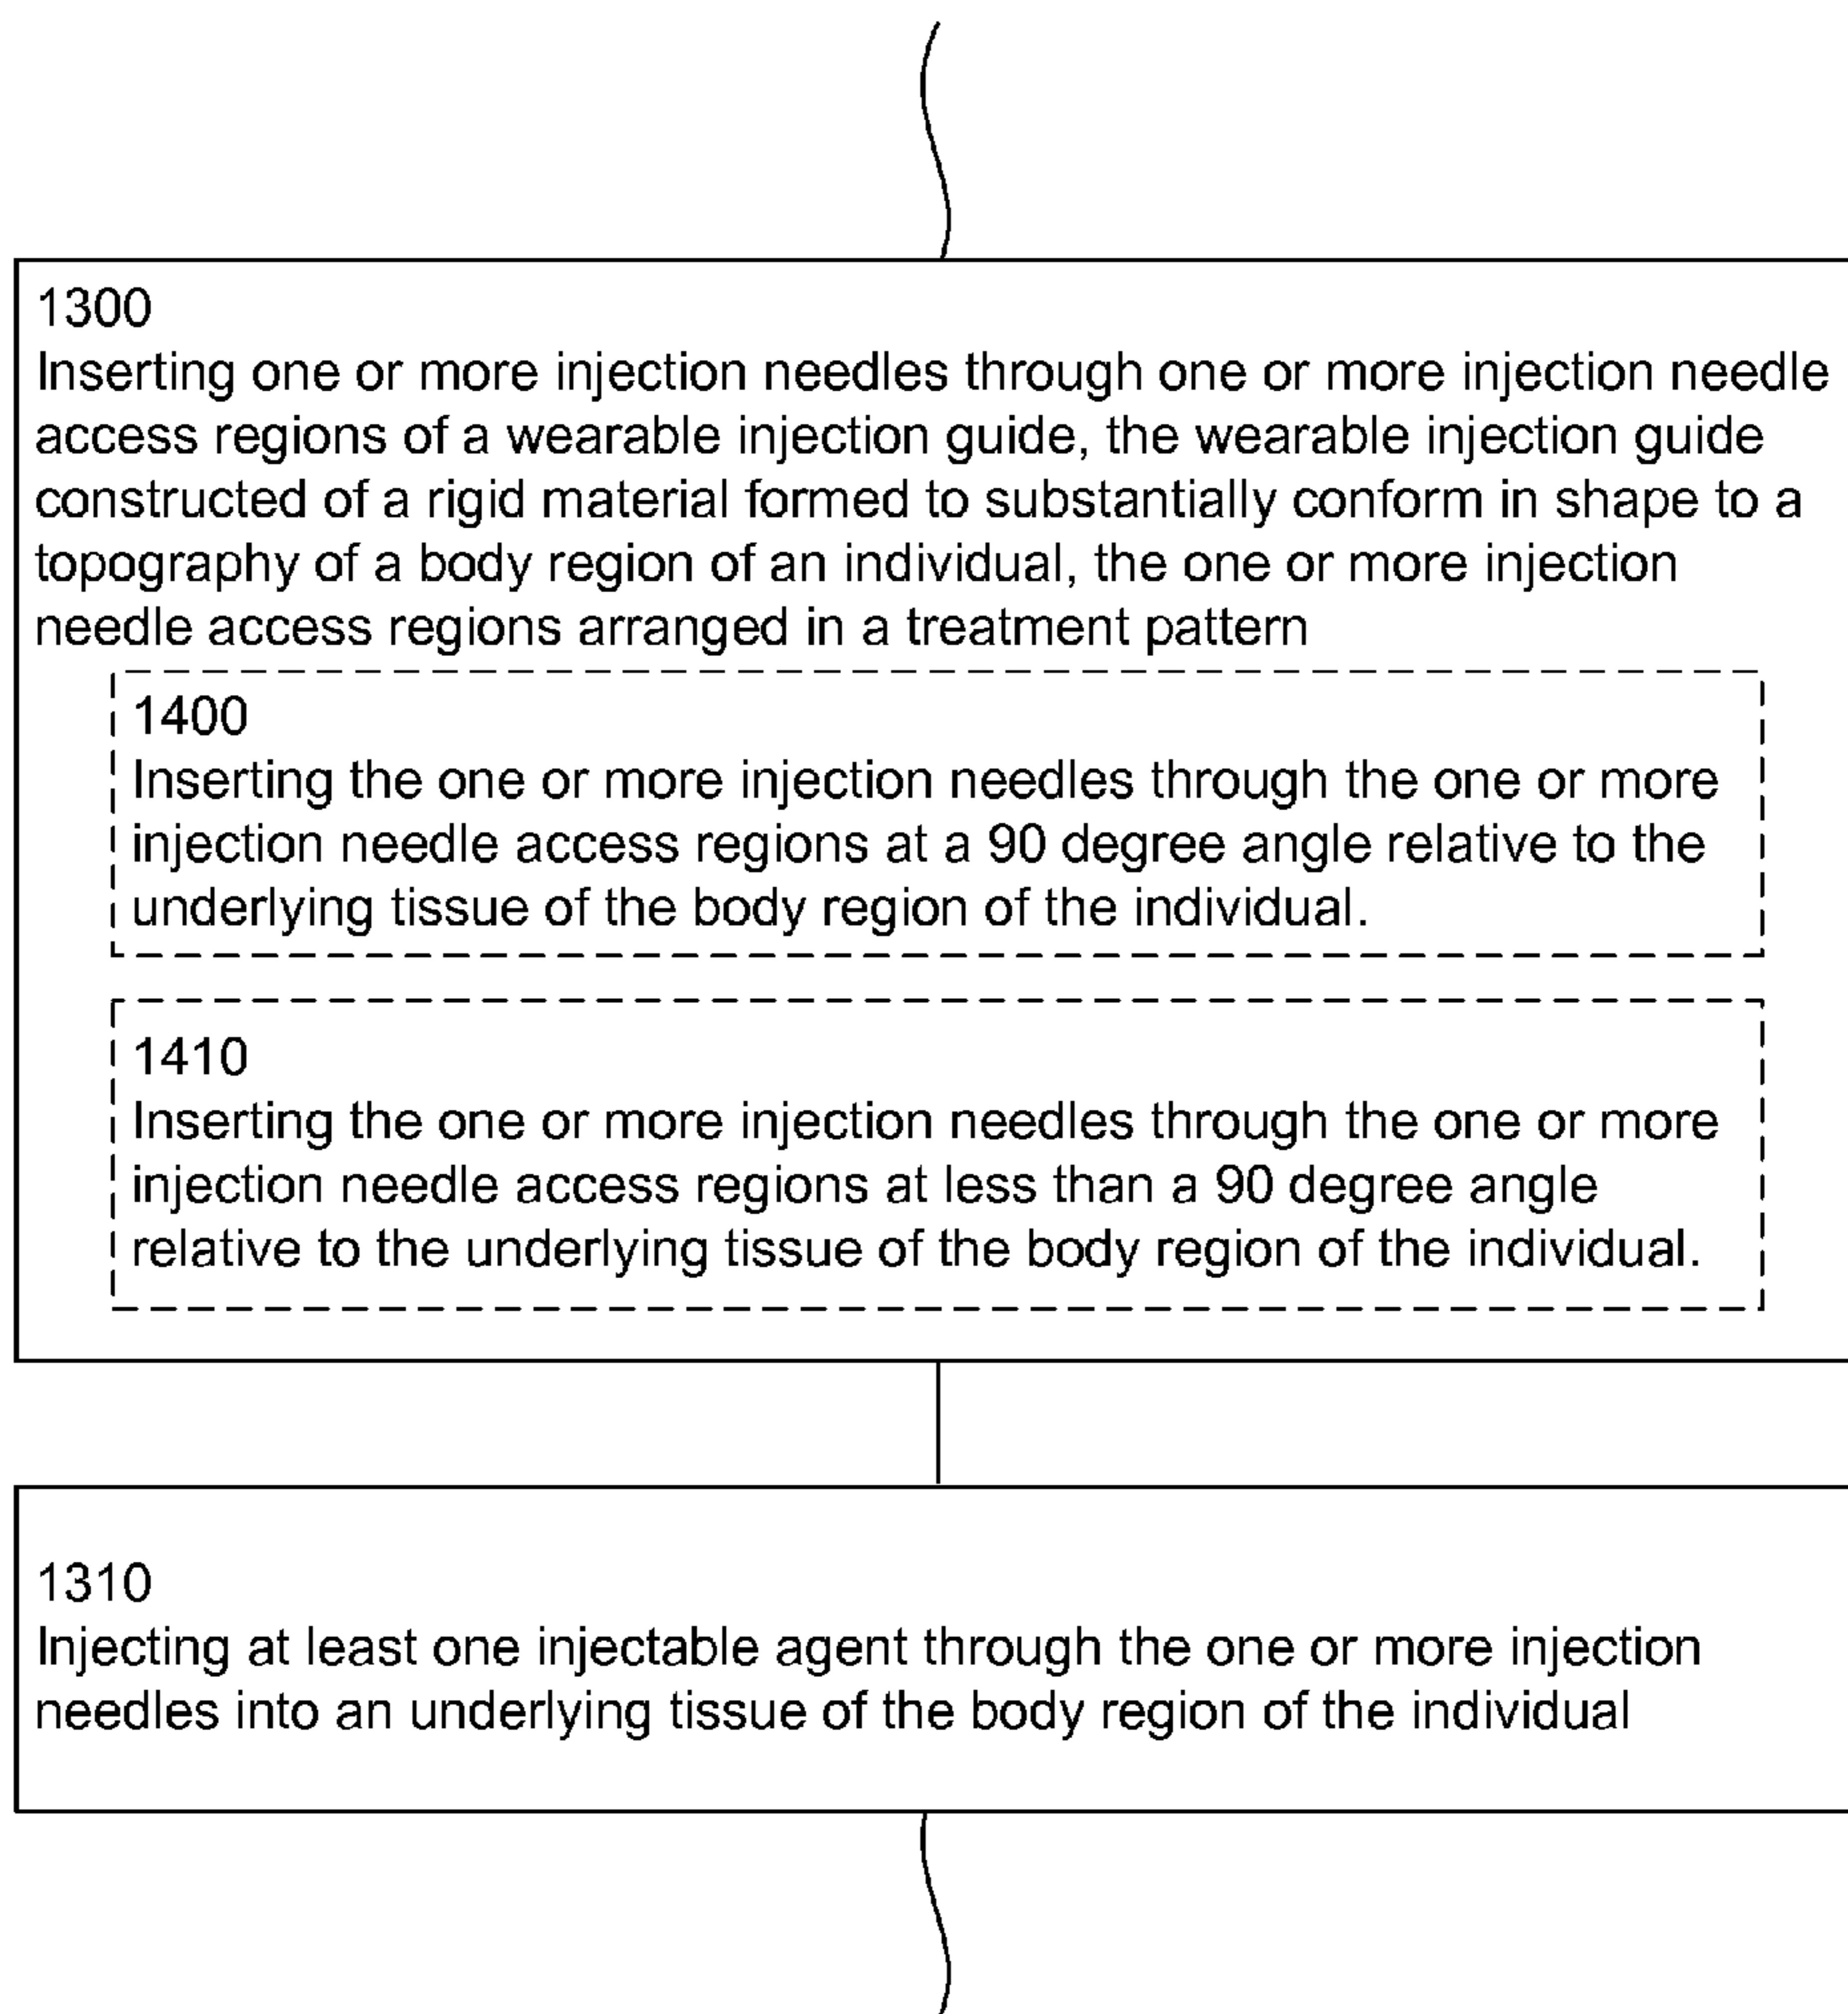 1300
Inserting one or more injection needles through one or more injection needle
access regions of a wearable injection guide, the wearable injection guide
constructed of a rigid material formed to substantially conform in shape to a
topography of a body region of an individual, the one or more injection
needle access regions arranged in a treatment pattern
1400
Inserting the one or more injection needles through the one or more
injection needle access regions at a 90 degree angle relative to the
underlying tissue of the body region of the individual.
1410
Inserting the one or more injection needles through the one or more
injection needle access regions at less than a 90 degree angle
relative to the underlying tissue of the body region of the individual.
1310
Injecting at least one injectable agent through the one or more injection
needles into an underlying tissue of the body region of the individual